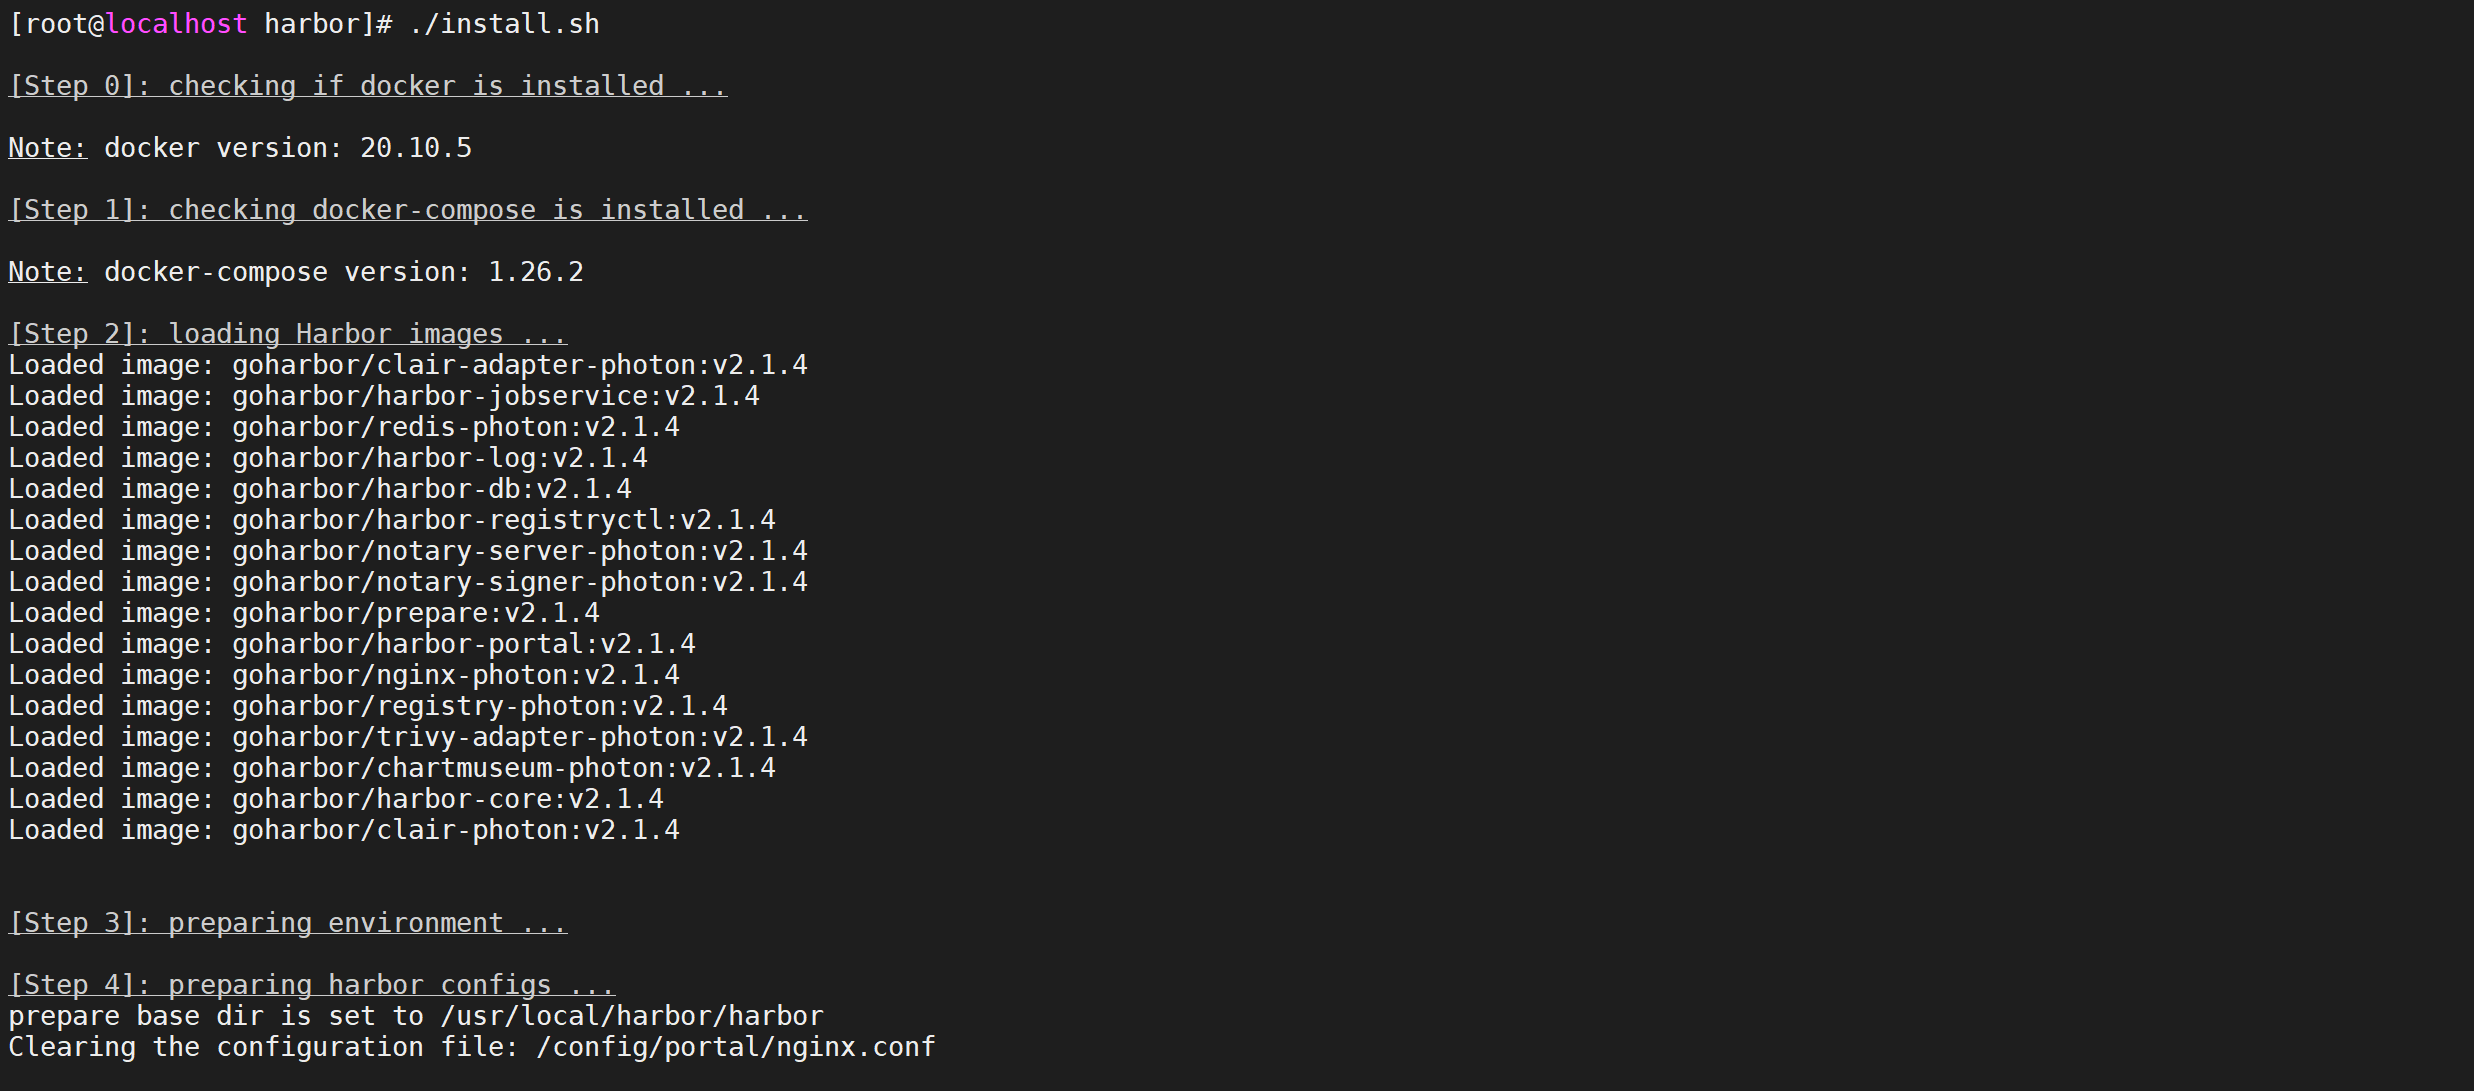 [root@localhost harbor]# ./install.sh
[Step 0]: checking if docker is installed ...
Note: docker version: 20.10.5
[Step 1]: checking docker-compose is installed ...
Note: docker-compose version: 1.26.2
[Step 2]: loading Harbor images ...
Loaded image: goharbor/clair-adapter-photon:v2.1.4
Loaded image: goharbor/harbor-jobservice:v2.1.4
Loaded image: goharbor/redis-photon:v2.1.4
Loaded image: goharbor/harbor-log:v2.1.4
Loaded image: goharbor/harbor-db:v2.1.4
Loaded image: goharbor/harbor-registryctl:v2.1.4
Loaded image: goharbor/notary-server-photon:v2.1.4
Loaded image: goharbor/notary-signer-photon:v2.1.4
Loaded image: goharbor/prepare:v2.1.4
Loaded image: goharbor/harbor-portal:v2.1.4
Loaded image: goharbor/nginx-photon:v2.1.4
Loaded image: goharbor/registry-photon:v2.1.4
Loaded image: goharbor/trivy-adapter-photon:v2.1.4
Loaded image: goharbor/chartmuseum-photon:v2.1.4
Loaded image: goharbor/harbor-core:v2.1.4
Loaded image: goharbor/clair-photon:v2.1.4
[Step 3]: preparing environment ...
[Step 4]: preparing harbor configs ...
prepare base dir is set to /usr/local/harbor/harbor
Clearing the configuration file: /config/portal/nginx.conf